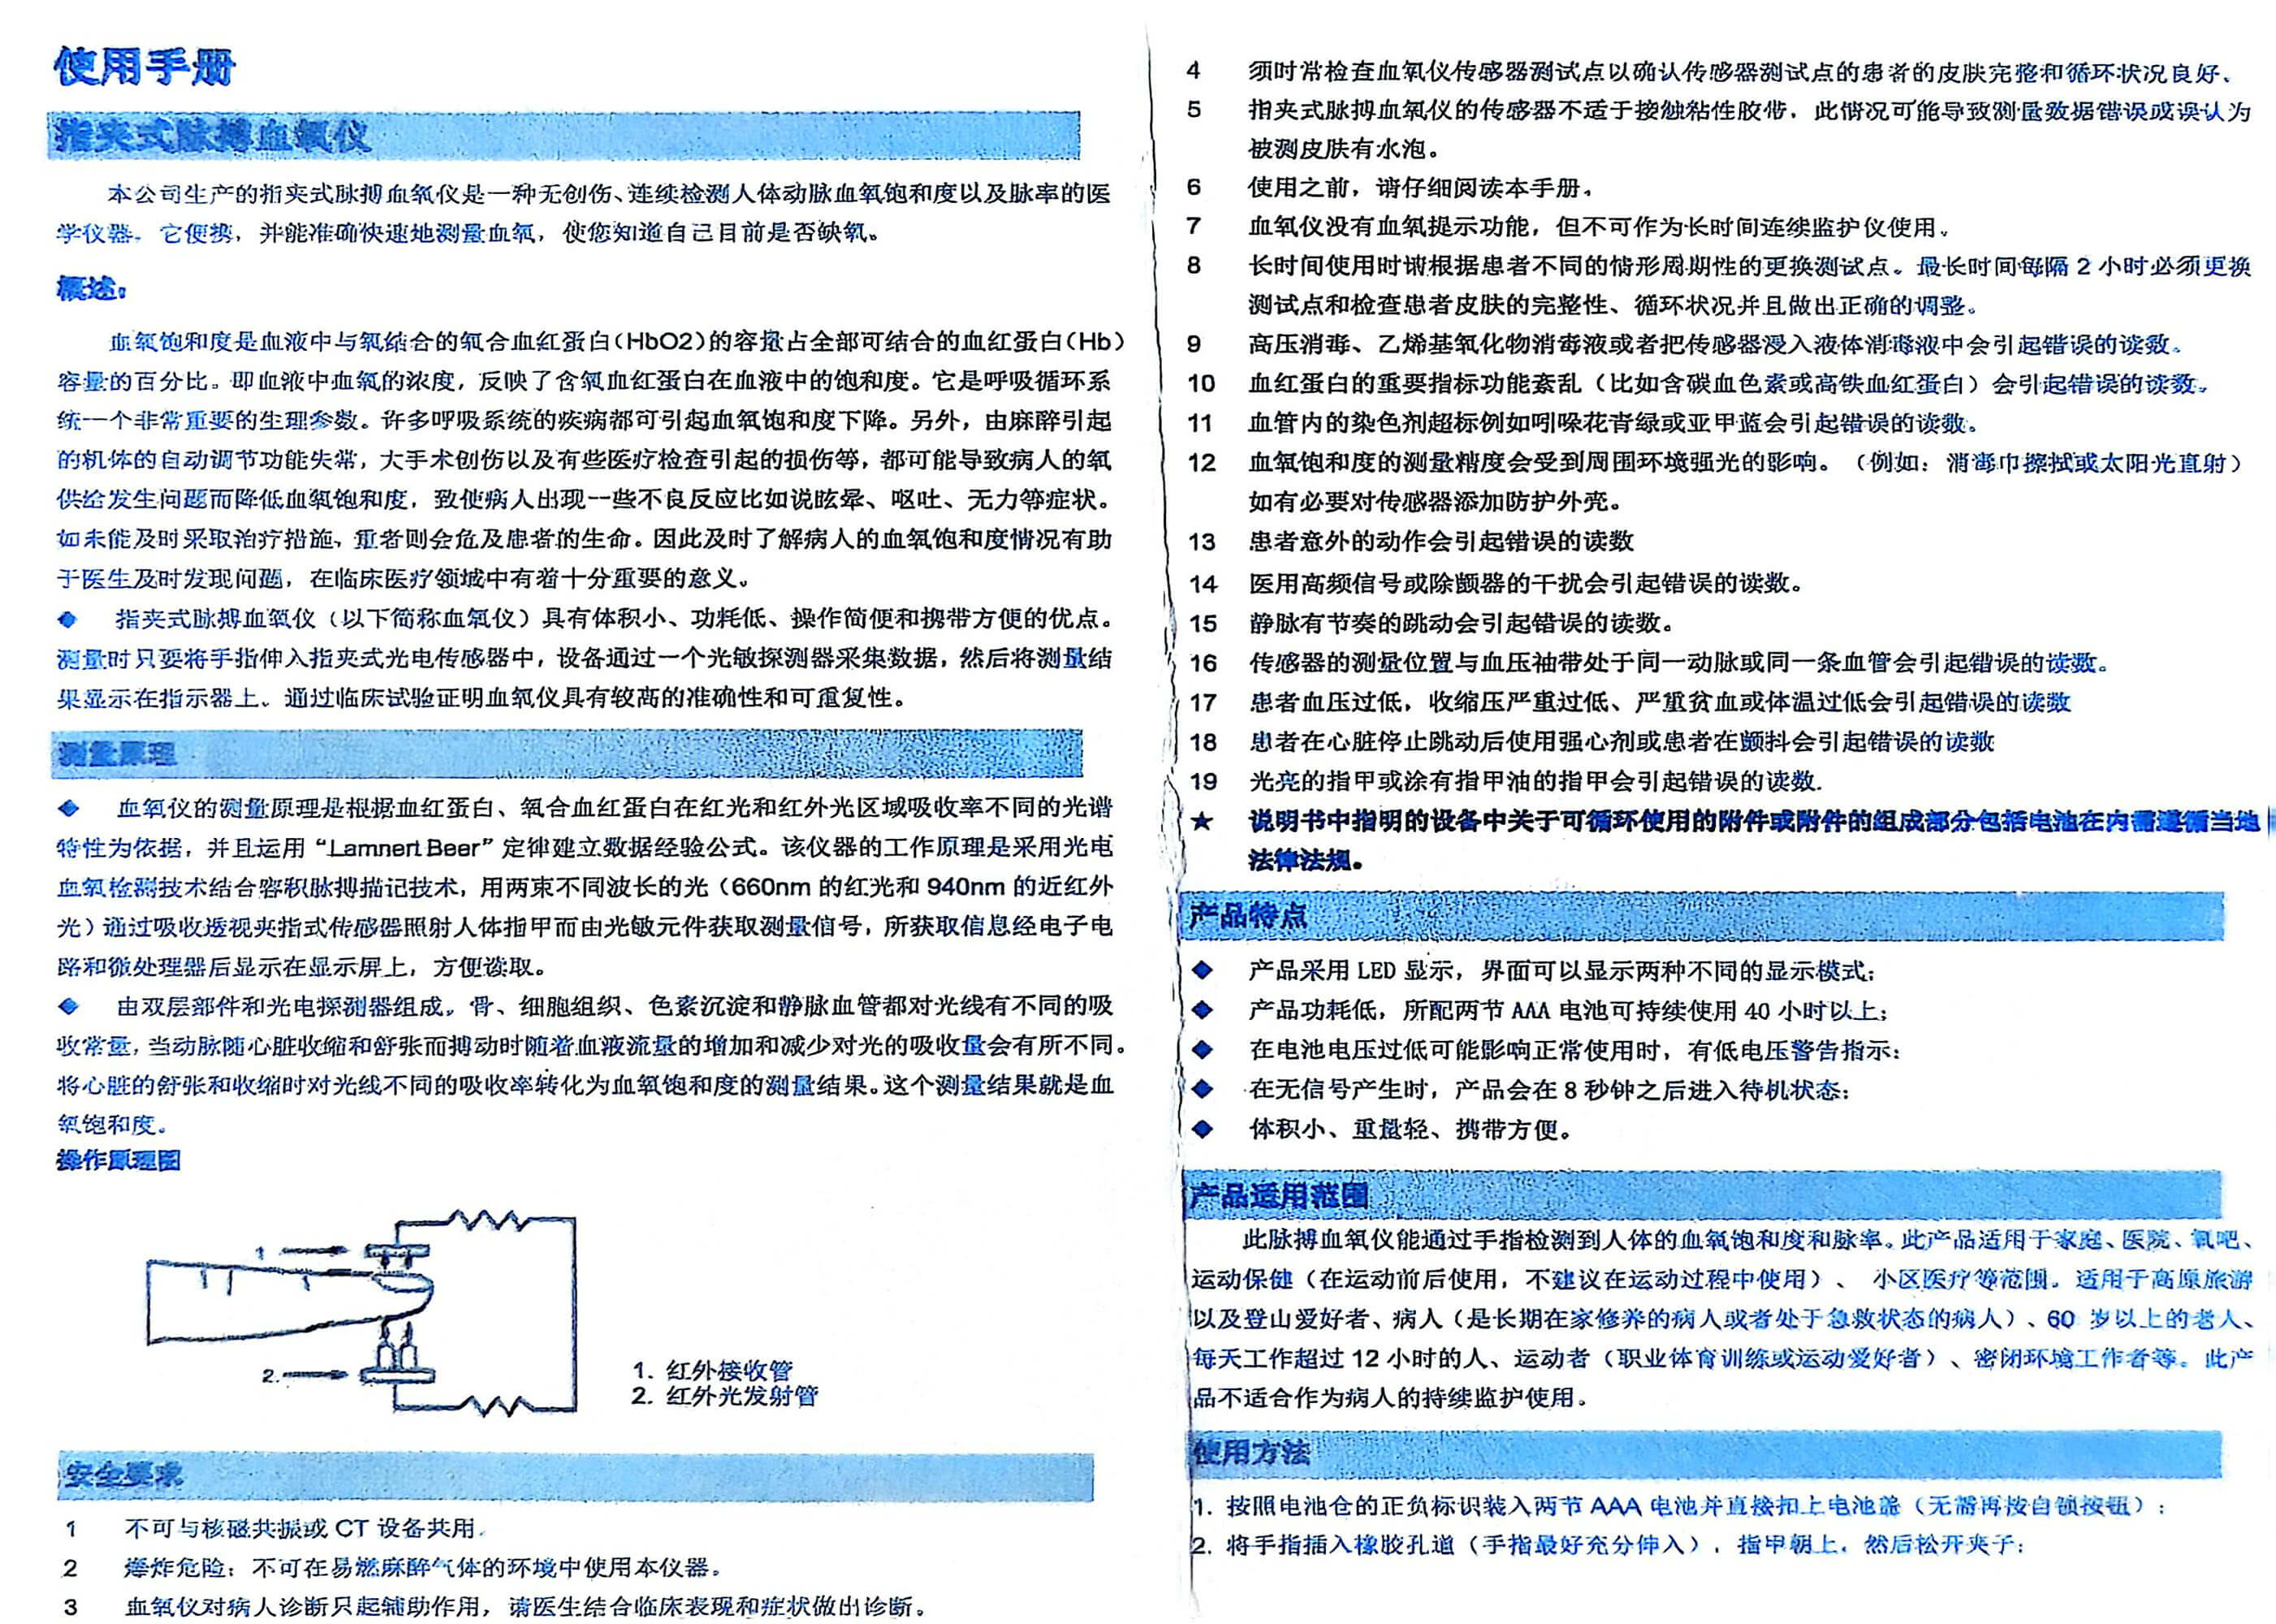 使用手册
指夹式脉搏血氧仪
本公司生产的指夹式脉搏血氧仪是一种无创伤、连续检测人体动脉血氧饱和度以及脉率的医
学仪器。它便携，并能准确快速地测量血氧，使您知道自己目前是否缺氧。
概述：
血氧饱和度是血液中与氧结合的氧合血红蛋白（HbO2）的容量占全部可结合的血红蛋白（Hb）
容量的百分比。即血液中血氧的浓度，反映了含氧血红蛋白在血液中的饱和度。它是呼吸循环系
统一个非常重要的生理参数。许多呼吸系统的疾病都可引起血氧饱和度下降。另外，由麻醉引起
的机体的自动调节功能失常，大手术创伤以及有些医疗检查引起的损伤等，都可能导致病人的氧
供给发生问题而降低血氧饱和度，致使病人出现一些不良反应比如说眩晕、呕吐、无力等症状。
如未能及时采取治疗措施，重者则会危及患者的生命。因此及时了解病人的血氧饱和度情况有助
于医生及时发现问题，在临床医疗领域中有着十分重要的意义。
◆ 指夹式脉搏血氧仪（以下简称血氧仪）具有体积小、功耗低、操作简便和携带方便的优点。
测量时只要将手指伸入指夹式光电传感器中，设备通过一个光敏探测器采集数据，然后将测量结
果显示在指示器上。通过临床试验证明血氧仪具有较高的准确性和可重复性。
测量原理
◆ 血氧仪的测量原理是根据血红蛋白、氧合血红蛋白在红光和红外光区域吸收率不同的光谱
特性为依据，并且运用“Lamnert Beer”定律建立数据经验公式。该仪器的工作原理是采用光电
血氧检测技术结合容积脉搏描记技术，用两束不同波长的光（660nm 的红光和 940nm 的近红外
光）通过吸收透视夹指式传感器照射人体指甲而由光敏元件获取测量信号，所获取信息经电子电
路和微处理器后显示在显示屏上，方便读取。
◆ 由双层部件和光电探测器组成。骨、细胞组织、色素沉淀和静脉血管都对光线有不同的吸
收常量，当动脉随心脏收缩和舒张而搏动时随着血液流量的增加和减少对光的吸收量会有所不同。
将心脏的舒张和收缩时对光线不同的吸收率转化为血氧饱和度的测量结果。这个测量结果就是血
氧饱和度。
操作原理图
1
2.
1. 红外接收管
2. 红外光发射管
安全要求
1 不可与核磁共振或 CT 设备共用。
2 爆炸危险：不可在易燃麻醉气体的环境中使用本仪器。
3 血氧仪对病人诊断只起辅助作用，请医生结合临床表现和症状做出诊断。
4 须时常检查血氧仪传感器测试点以确认传感器测试点的患者的皮肤完整和循环状况良好。
5 指夹式脉搏血氧仪的传感器不适于接触粘性胶带，此情况可能导致测量数据错误或误认为
被测皮肤有水泡。
6 使用之前，请仔细阅读本手册。
7 血氧仪没有血氧提示功能，但不可作为长时间连续监护仪使用。
8 长时间使用时请根据患者不同的情形周期性的更换测试点。最长时间每隔 2 小时必须更换
测试点和检查患者皮肤的完整性、循环状况并且做出正确的调整。
9 高压消毒、乙烯基氧化物消毒液或者把传感器浸入液体消毒液中会引起错误的读数。
10 血红蛋白的重要指标功能紊乱（比如含碳血色素或高铁血红蛋白）会引起错误的读数。
11 血管内的染色剂超标例如吲哚花青绿或亚甲蓝会引起错误的读数。
12 血氧饱和度的测量精度会受到周围环境强光的影响。（例如：消毒巾擦拭或太阳光直射）
如有必要对传感器添加防护外壳。
13 患者意外的动作会引起错误的读数
14 医用高频信号或除颤器的干扰会引起错误的读数。
15 静脉有节奏的跳动会引起错误的读数。
16 传感器的测量位置与血压袖带处于同一动脉或同一条血管会引起错误的读数。
17 患者血压过低，收缩压严重过低、严重贫血或体温过低会引起错误的读数
18 患者在心脏停止跳动后使用强心剂或患者在颤抖会引起错误的读数
19 光亮的指甲或涂有指甲油的指甲会引起错误的读数.
★ 说明书中指明的设备中关于可循环使用的附件或附件的组成部分包括电池在内需遵循当地
法律法规。
产品特点
◆ 产品采用 LED 显示，界面可以显示两种不同的显示模式；
◆ 产品功耗低，所配两节 AAA 电池可持续使用 40 小时以上；
◆ 在电池电压过低可能影响正常使用时，有低电压警告指示；
◆ 在无信号产生时，产品会在 8 秒钟之后进入待机状态；
◆ 体积小、重量轻、携带方便。
产品适用范围
此脉搏血氧仪能通过手指检测到人体的血氧饱和度和脉率。此产品适用于家庭、医院、氧吧、
运动保健（在运动前后使用，不建议在运动过程中使用）、 小区医疗等范围。适用于高原旅游
以及登山爱好者、病人（是长期在家修养的病人或者处于急救状态的病人）、60 岁以上的老人、
每天工作超过 12 小时的人、运动者（职业体育训练或运动爱好者）、密闭环境工作者等。此产
品不适合作为病人的持续监护使用。
使用方法
1. 按照电池仓的正负标识装入两节 AAA 电池并直接扣上电池盖（无需再按自锁按钮）；
2. 将手指插入橡胶孔道（手指最好充分伸入），指甲朝上，然后松开夹子；